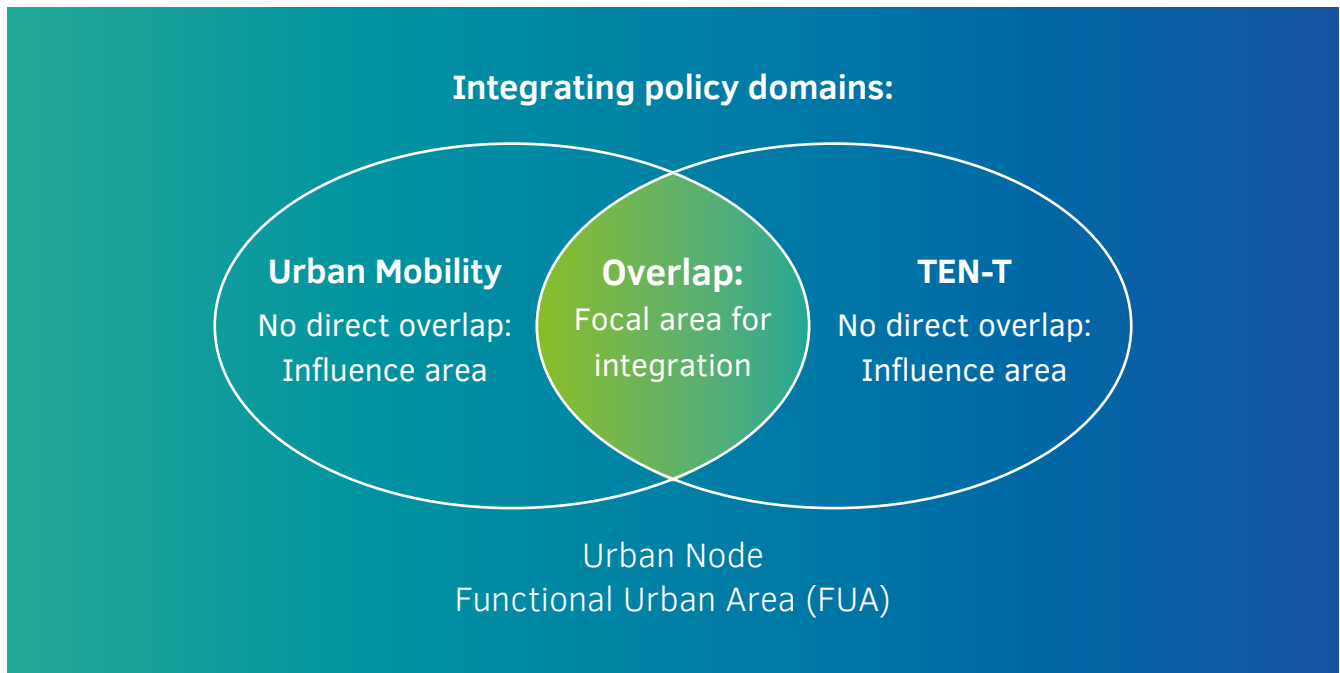 Integrating policy domains:
Urban Mobility
No direct overlap:
Influence area
Overlap:
Focal area for
integration
TEN-T
No direct overlap:
Influence area
Urban Node
Functional Urban Area (FUA)